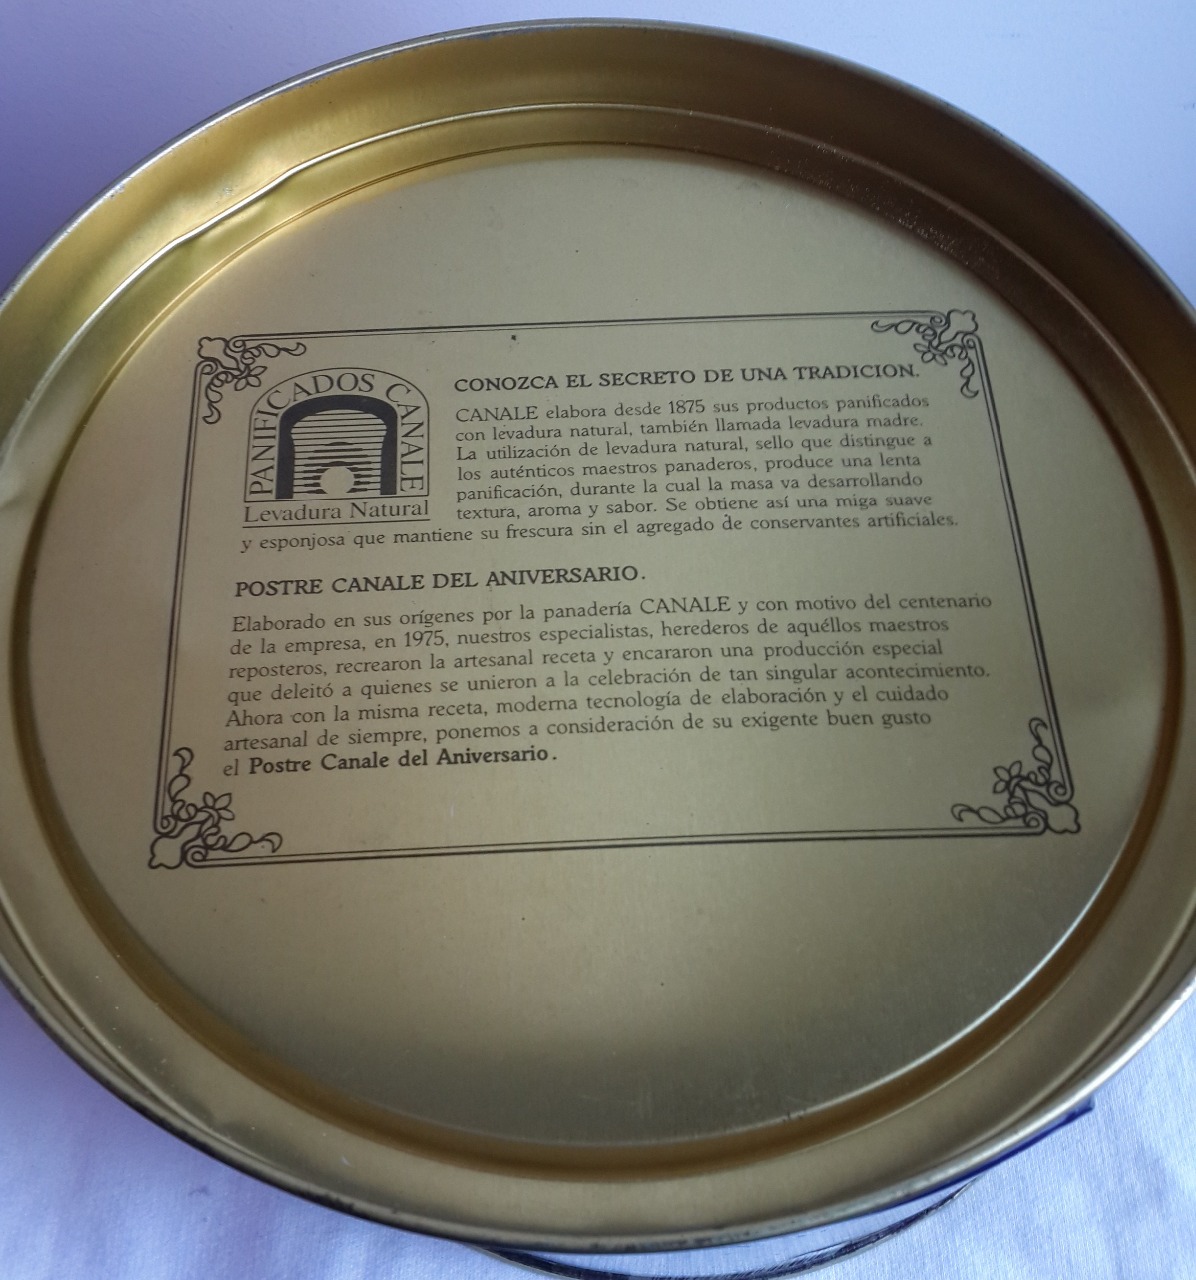 PANIFICADOS CANALE
Levadura Natural
CONOZCA EL SECRETO DE UNA TRADICION.
CANALE elabora desde 1875 sus productos panificados
con levadura natural, también llamada levadura madre.
La utilización de levadura natural, sello que distingue a
los auténticos maestros panaderos, produce una lenta
panificación, durante la cual la masa va desarrollando
textura, aroma y sabor. Se obtiene así una miga suave
y esponjosa que mantiene su frescura sin el agregado de conservantes artificiales.
POSTRE CANALE DEL ANIVERSARIO.
Elaborado en sus orígenes por la panadería CANALE y con motivo del centenario
de la empresa, en 1975, nuestros especialistas, herederos de aquéllos maestros
reposteros, recrearon la artesanal receta y encararon una producción especial
que deleitó a quienes se unieron a la celebración de tan singular acontecimiento.
Ahora con la misma receta, moderna tecnología de elaboración y el cuidado
artesanal de siempre, ponemos a consideración de su exigente buen gusto
el Postre Canale del Aniversario.